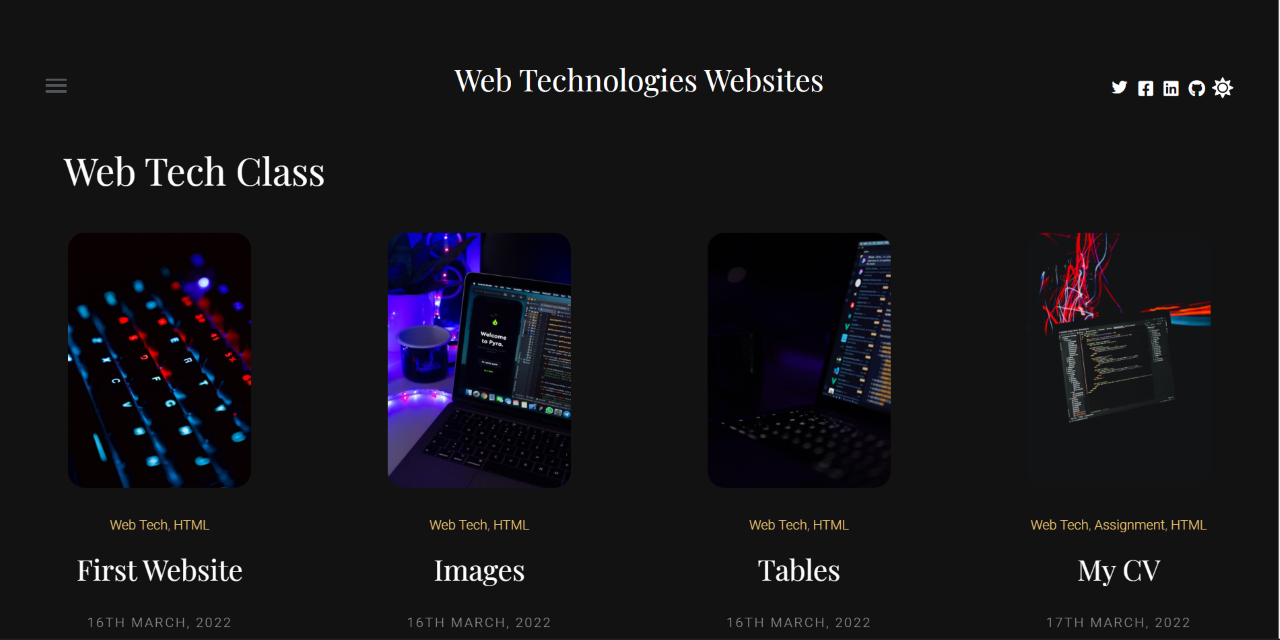 Web Technologies Websites
Web Tech Class
Welcome
to Pyro.
Web Tech, HTML
Web Tech, HTML
Web Tech, HTML
Web Tech, Assignment, HTML
First Website
Images
Tables
My CV
16TH MARCH, 2022
16TH MARCH, 2022
16TH MARCH, 2022
17TH MARCH, 2022